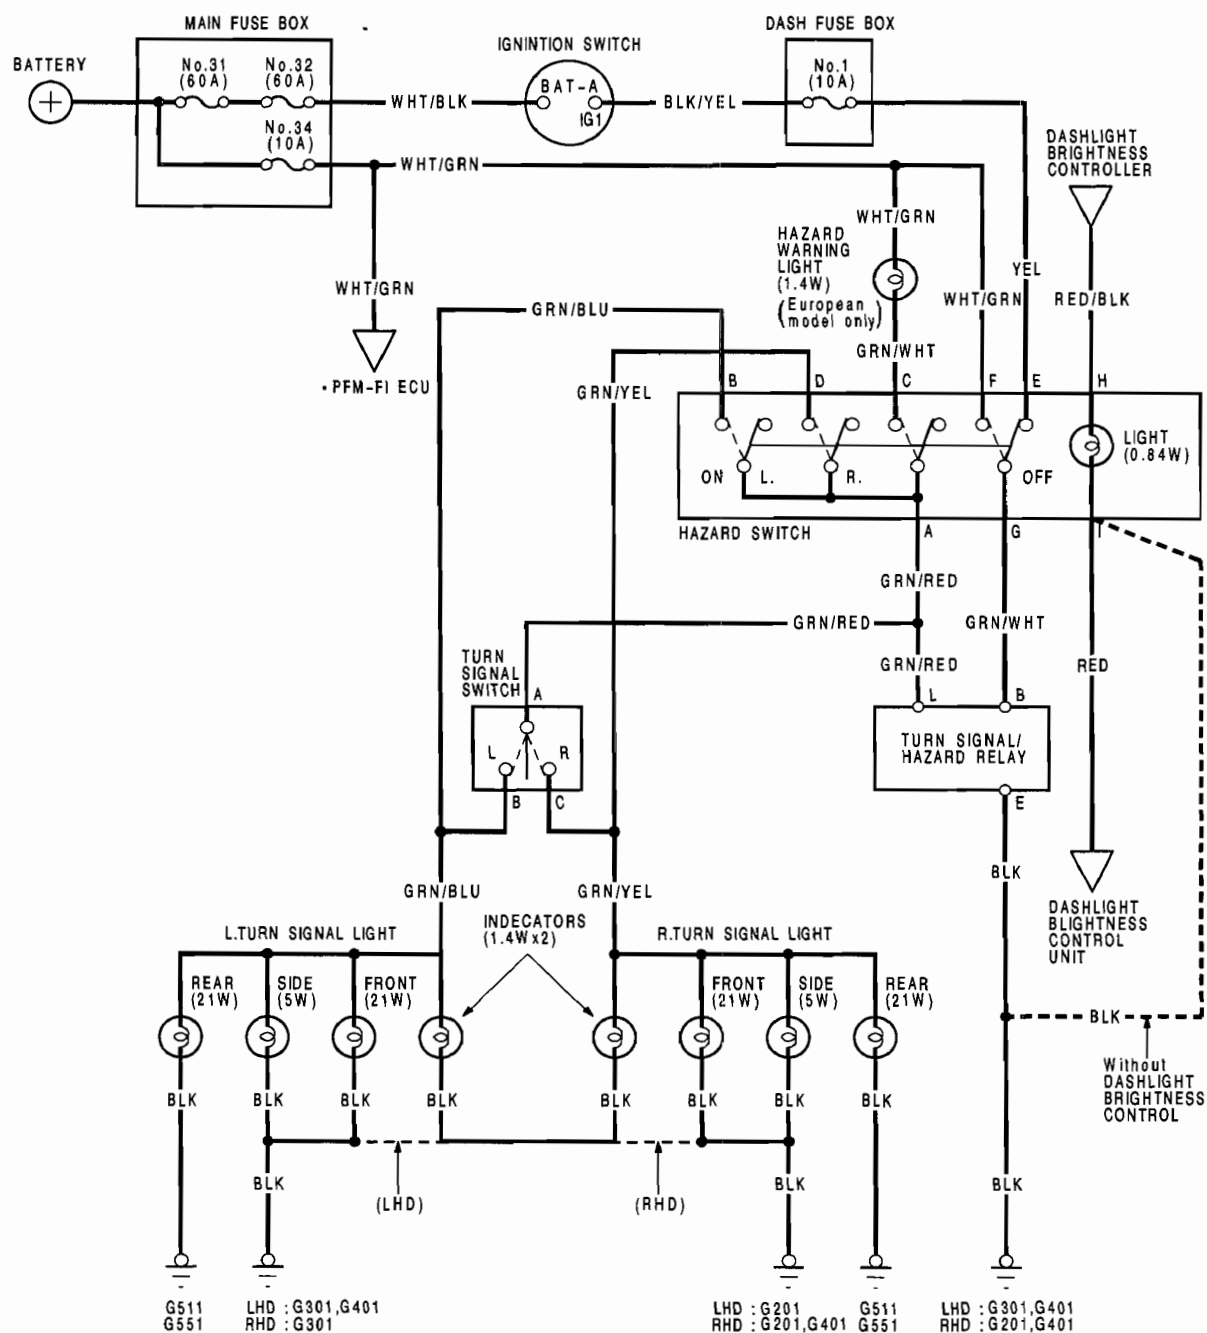 MAIN FUSE BOX
DASH FUSE BOX
IGNINTION SWITCH
BATTERY
No.31
(60A)
No.32
(60A)
No.1
(10A)
BAT-A
IG1
WHT/BLK
BLK/YEL
No.34
(10A)
WHT/GRN
DASHLIGHT
BRIGHTNESS
CONTROLLER
WHT/GRN
HAZARD
WARNING
LIGHT
(1.4W)
(European
model only)
YEL
WHT/GRN
GRN/BLU
WHT/GRN
RED/BLK
GRN/WHT
PFM-FI ECU
GRN/YEL
B
D
C
F
E
H
LIGHT
(0.84W)
ON
L.
R.
OFF
HAZARD SWITCH
A
G
I
GRN/RED
GRN/RED
GRN/WHT
TURN
SIGNAL
SWITCH
GRN/RED
RED
A
L
B
L
R
TURN SIGNAL/
HAZARD RELAY
B
C
E
BLK
GRN/BLU
GRN/YEL
DASHLIGHT
BLIGHTNESS
CONTROL
UNIT
L.TURN SIGNAL LIGHT
INDECATORS
(1.4Wx2)
R.TURN SIGNAL LIGHT
REAR
(21W)
SIDE
(5W)
FRONT
(21W)
FRONT
(21W)
SIDE
(5W)
REAR
(21W)
BLK
Without
DASHLIGHT
BRIGHTNESS
CONTROL
BLK
BLK
BLK
BLK
BLK
BLK
BLK
BLK
BLK
(LHD)
(RHD)
BLK
BLK
G511
G551
LHD : G301,G401
RHD : G301
LHD : G201
RHD : G201,G401
G511
G551
LHD : G301,G401
RHD : G201,G401